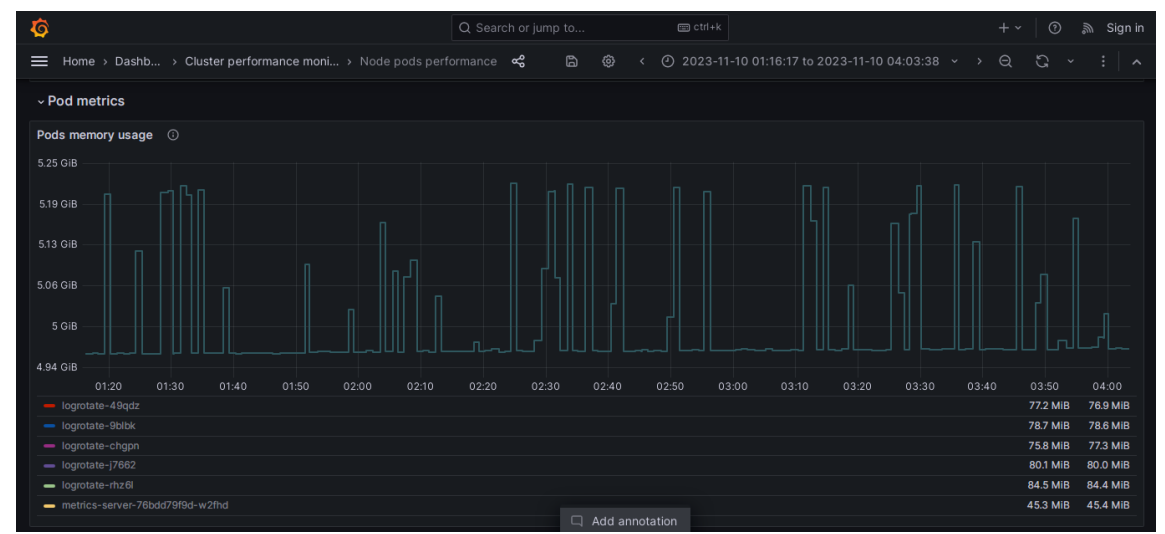 Search or jump to... ctrl+k Sign in
Home › Dashb... › Cluster performance moni... › Node pods performance 2023-11-10 01:16:17 to 2023-11-10 04:03:38
Pod metrics
Pods memory usage
5.25 GiB
5.19 GiB
5.13 GiB
5.06 GiB
5 GiB
4.94 GiB
01:20 01:30 01:40 01:50 02:00 02:10 02:20 02:30 02:40 02:50 03:00 03:10 03:20 03:30 03:40 03:50 04:00
logrotate-49qdz 77.2 MiB 76.9 MiB
logrotate-9blbk 78.7 MiB 78.6 MiB
logrotate-chgpn 75.8 MiB 77.3 MiB
logrotate-j7662 80.1 MiB 80.0 MiB
logrotate-rhz6l 84.5 MiB 84.4 MiB
metrics-server-76bdd79f9d-w2fhd 45.3 MiB 45.4 MiB
Add annotation